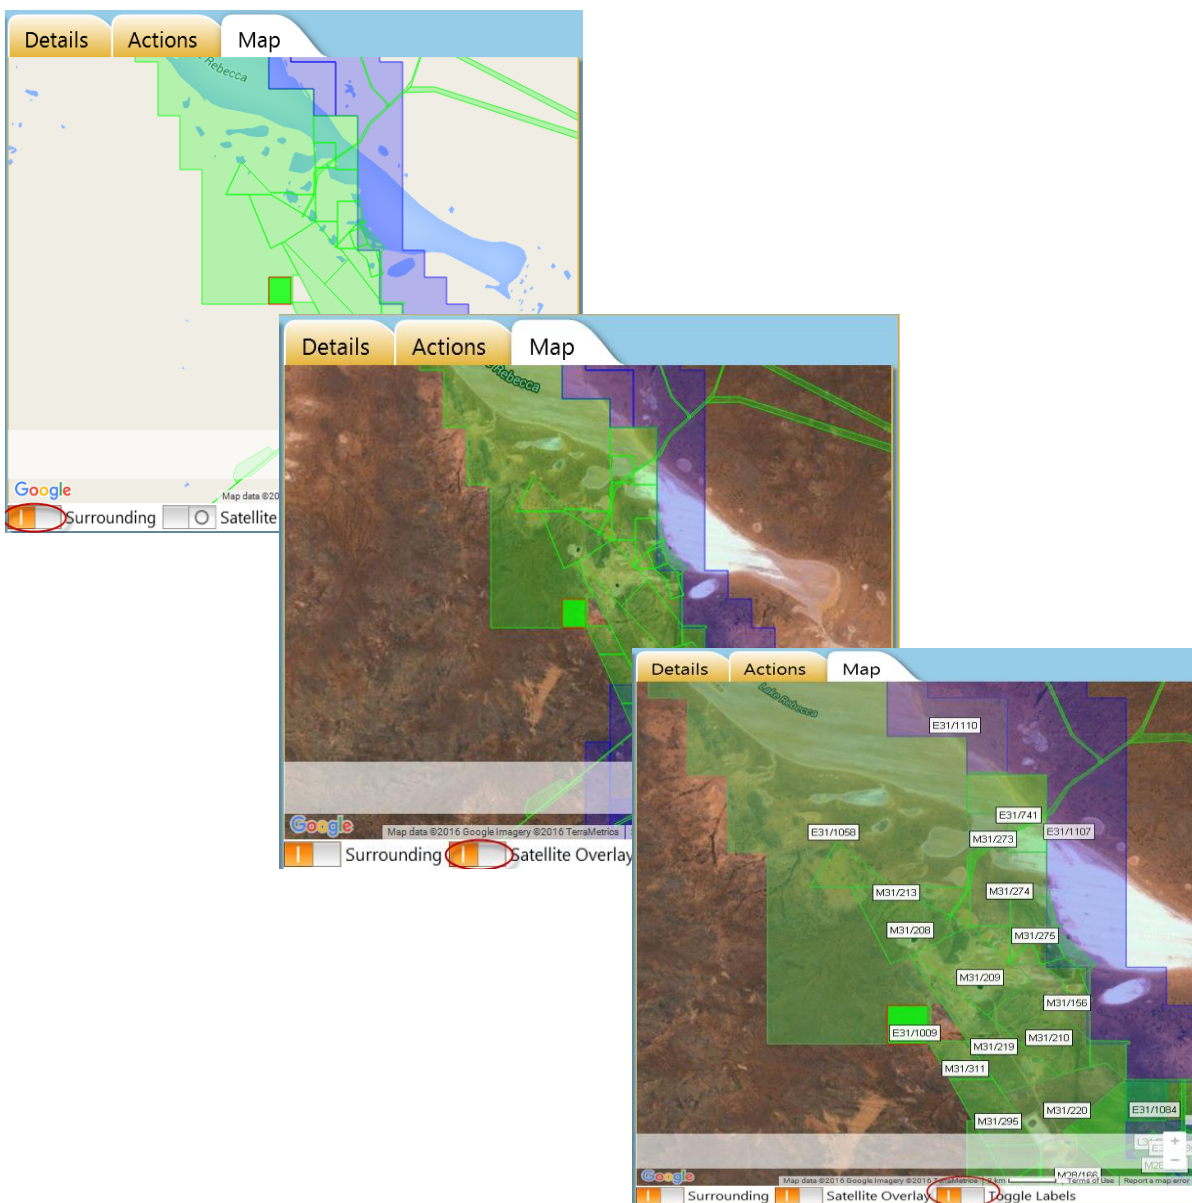 Details Actions Map
Rebecca
Google
Map data ©20
Surrounding Satellite
Details Actions Map
Rebecca
Google
Map data ©2016 Google Imagery ©2016 TerraMetrics
Surrounding Satellite Overlay
Details Actions Map
Lake Rebecca
E31/1110
E31/741
E31/1058
M31/273
E31/1107
M31/213
M31/274
M31/208
M31/275
M31/209
M31/156
E31/1009
M31/219
M31/210
M31/311
M31/295
M31/220
E31/1084
M28/166
Google
Map data ©2016 Google Imagery ©2016 TerraMetrics
Terms of Use Report a map error
Surrounding Satellite Overlay Toggle Labels